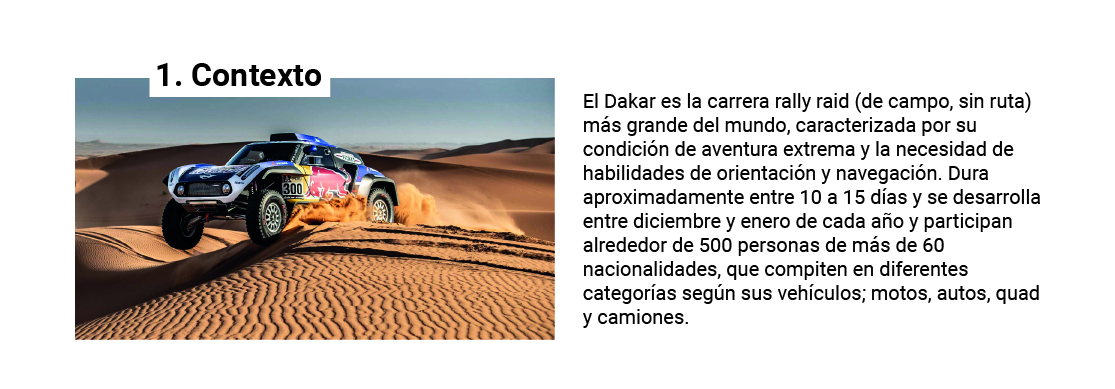 1. Contexto
El Dakar es la carrera rally raid (de campo, sin ruta)
más grande del mundo, caracterizada por su
condición de aventura extrema y la necesidad de
habilidades de orientación y navegación. Dura
aproximadamente entre 10 a 15 días y se desarrolla
entre diciembre y enero de cada año y participan
alrededor de 500 personas de más de 60
nacionalidades, que compiten en diferentes
categorías según sus vehículos; motos, autos, quad
y camiones.
300